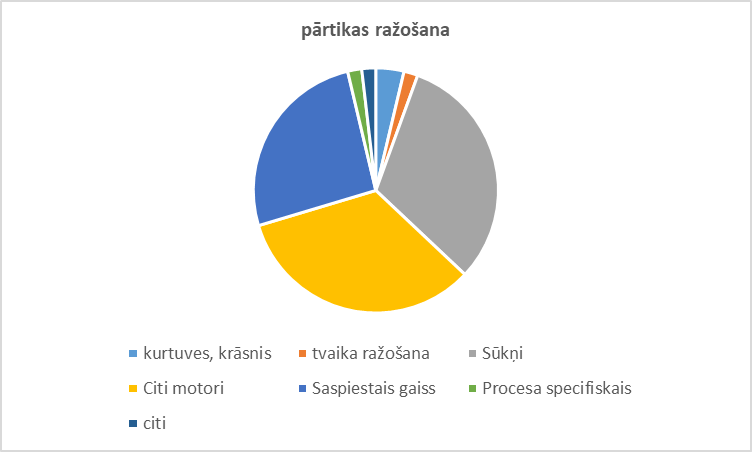 pārtikas ražošana
kurtuves, krāsnis tvaika ražošana Sūkņi
Citi motori Saspiestais gaiss Procesa specifiskais
citi